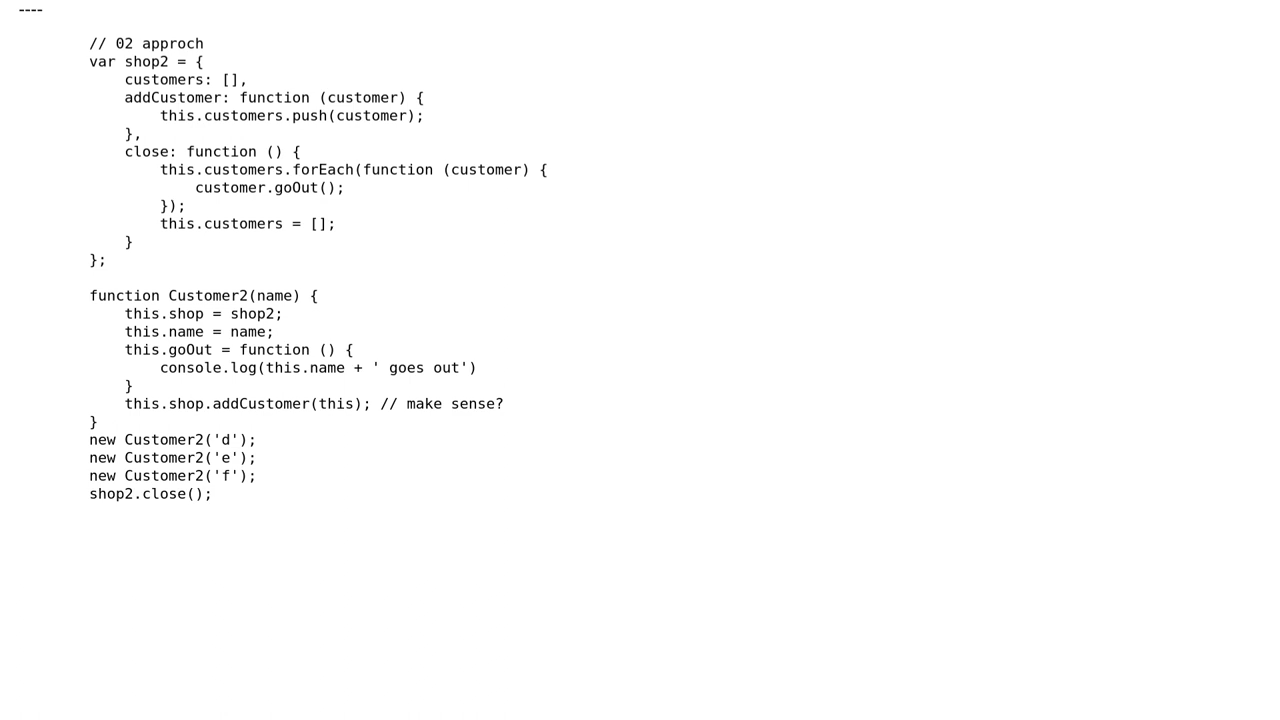 ----
// 02 approch
var shop2 = {
    customers: [],
    addCustomer: function (customer) {
        this.customers.push(customer);
    },
    close: function () {
        this.customers.forEach(function (customer) {
            customer.goOut();
        });
        this.customers = [];
    }
};

function Customer2(name) {
    this.shop = shop2;
    this.name = name;
    this.goOut = function () {
        console.log(this.name + ' goes out')
    }
    this.shop.addCustomer(this); // make sense?
}
new Customer2('d');
new Customer2('e');
new Customer2('f');
shop2.close();